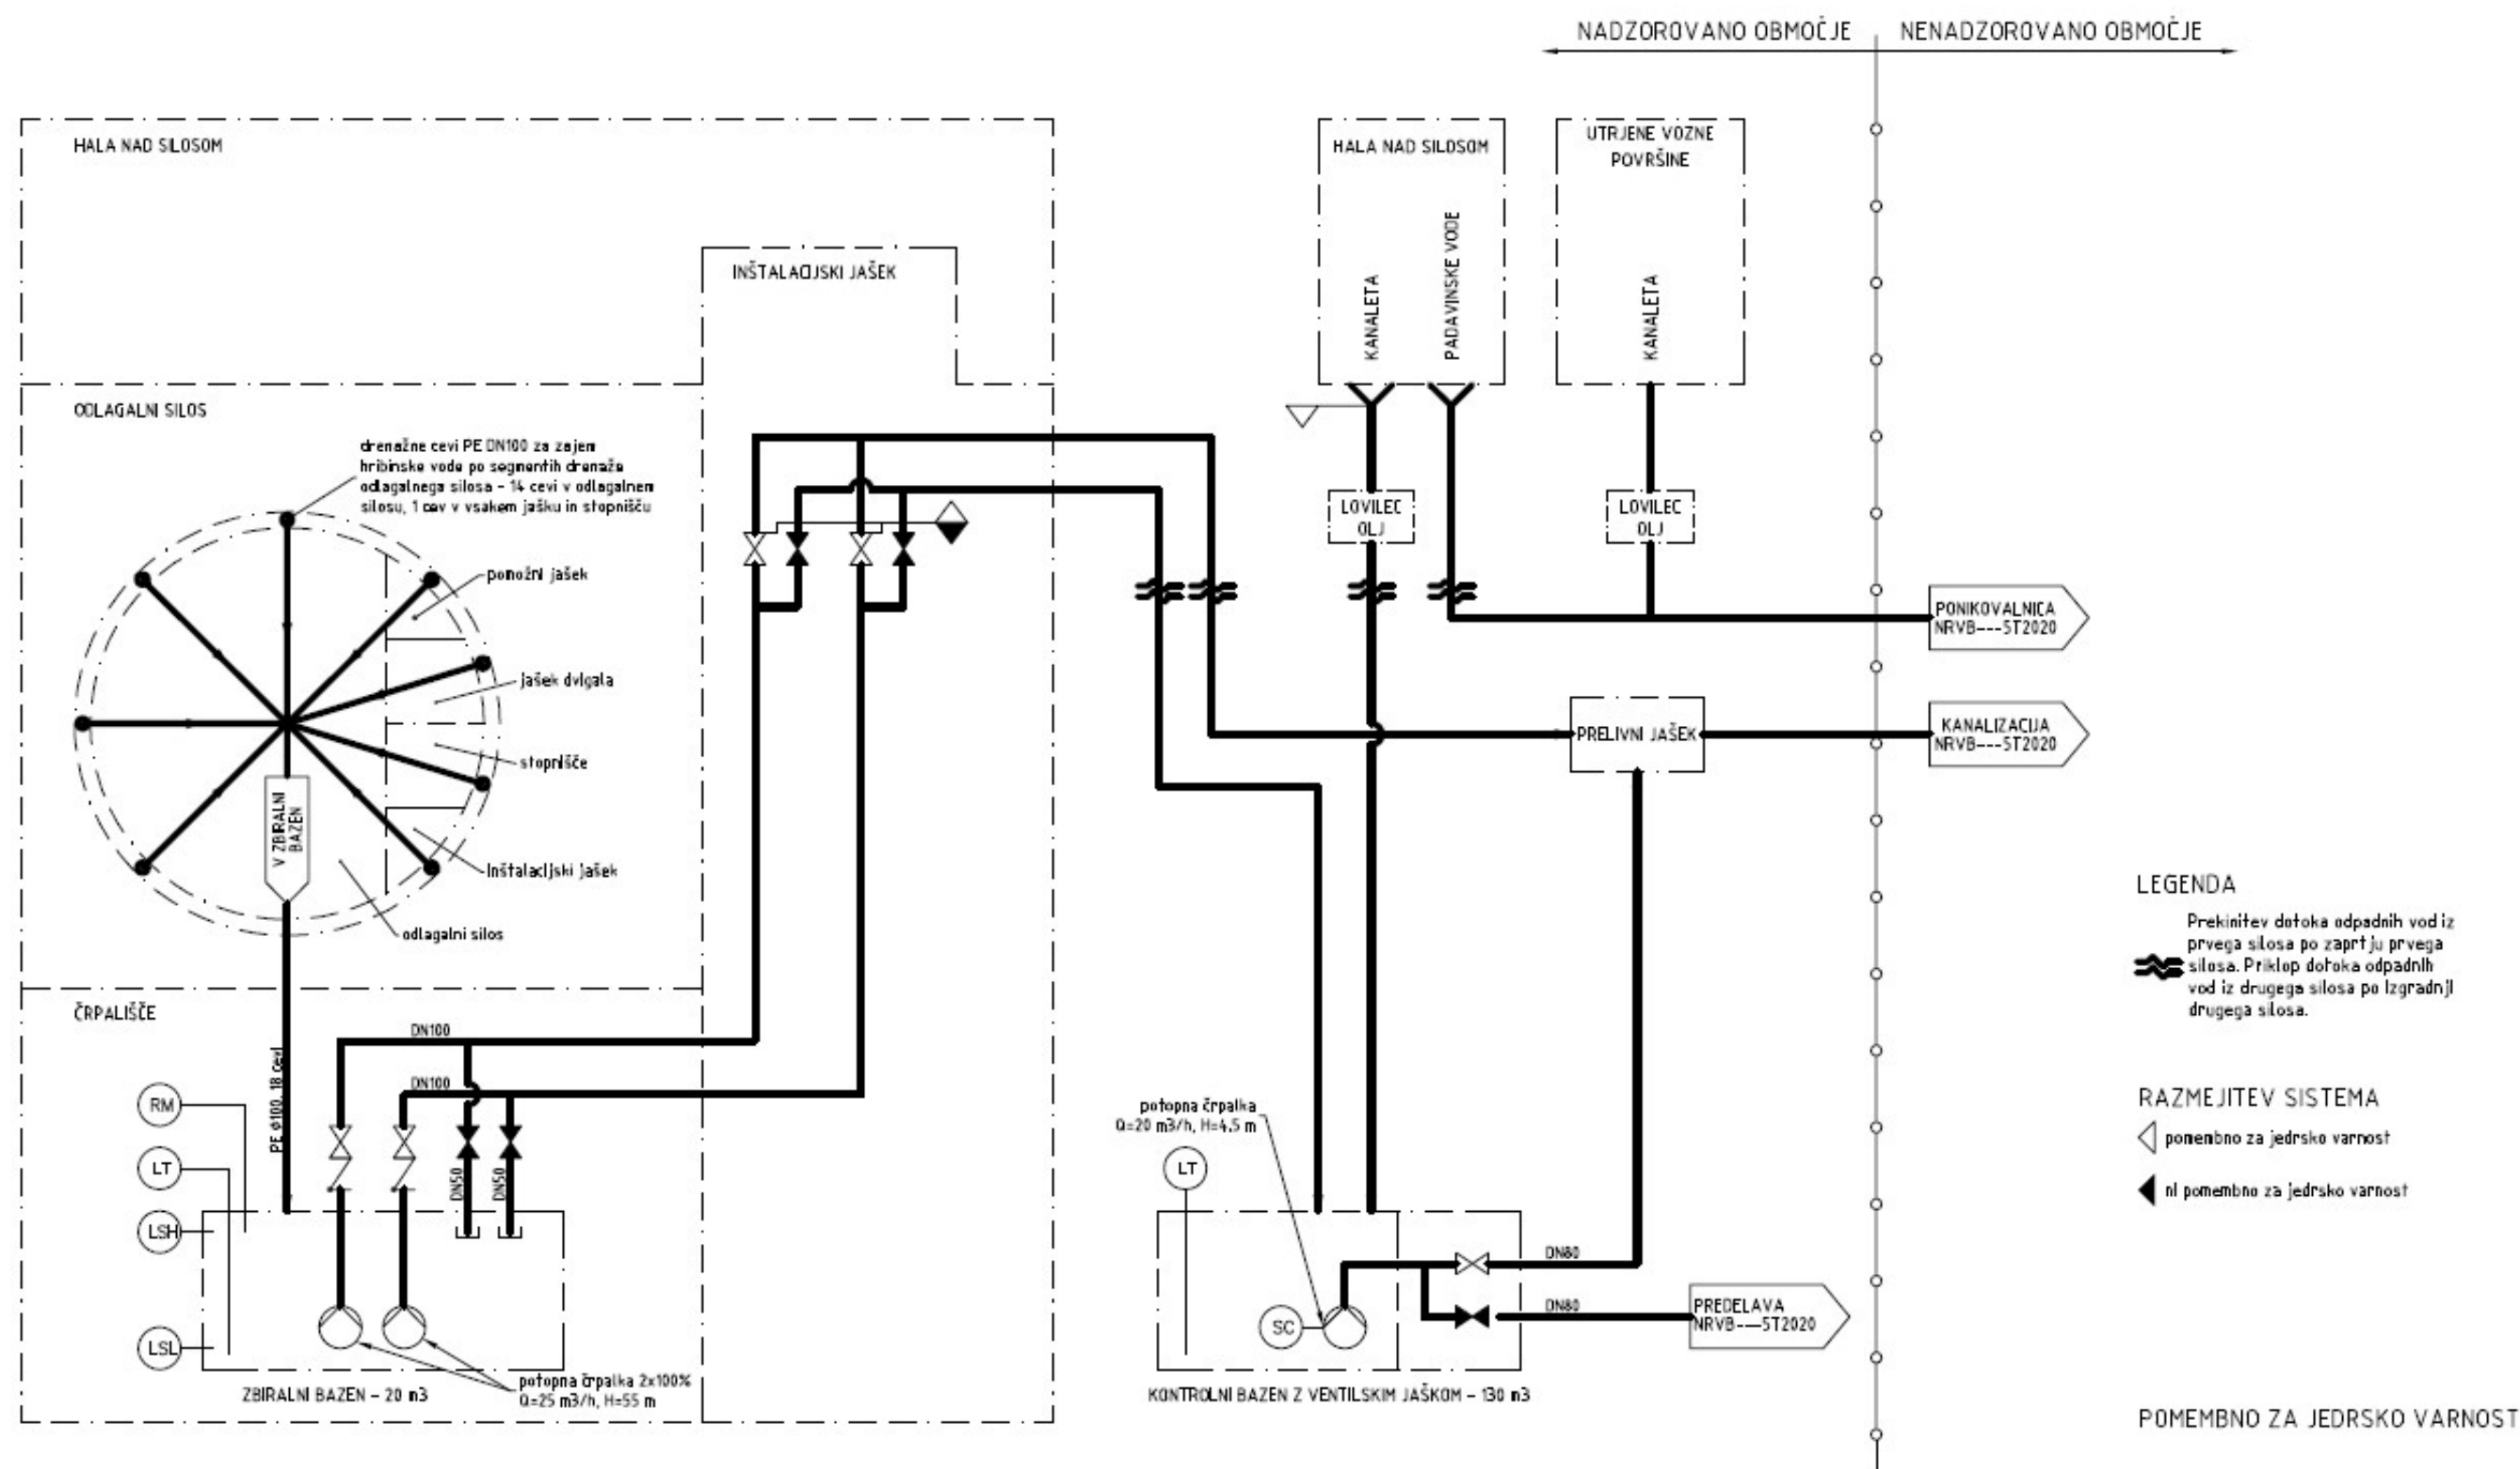 NADZOROVANO OBMOČJE
NENADZOROVANO OBMOČJE
HALA NAD SILOSOM
INŠTALACIJSKI JAŠEK
ODLAGALNI SILOS
drenažne cevi PE DN100 za zajem
hribinske vode po segmentih drenaže
odlagalnega silosa - 14 cevi v odlagalnem
silosu, 1 cev v vsakem jašku in stopnišču
pomožni jašek
jašek dvigala
stopnišče
Inštalacijski jašek
odlagalni silos
V ZBIRALNI
BAZEN
ČRPALIŠČE
PE Ø100, 18 cevi
DN100
DN100
DN50
DN50
RM
LT
LSH
LSL
ZBIRALNI BAZEN - 20 m3
potopna črpalka 2x100%
Q=25 m3/h, H=55 m
HALA NAD SILOSOM
KANALETA
PADAVINSKE VODE
UTRJENE VOZNE
POVRŠINE
KANALETA
LOVILEC
OLJ
LOVILEC
OLJ
PONIKOVALNICA
NRVB---5T2020
PRELIVNI JAŠEK
KANALIZACIJA
NRVB---5T2020
potopna črpalka
Q=20 m3/h, H=4,5 m
LT
SC
DN80
DN80
PREDELAVA
NRVB---5T2020
KONTROLNI BAZEN Z VENTILSKIM JAŠKOM - 130 m3
LEGENDA
Prekinitev dotoka odpadnih vod iz
prvega silosa po zaprtju prvega
silosa. Priklop dotoka odpadnih
vod iz drugega silosa po Izgradnji
drugega silosa.
RAZMEJITEV SISTEMA
pomembno za jedrsko varnost
ni pomembno za jedrsko varnost
POMEMBNO ZA JEDRSKO VARNOST